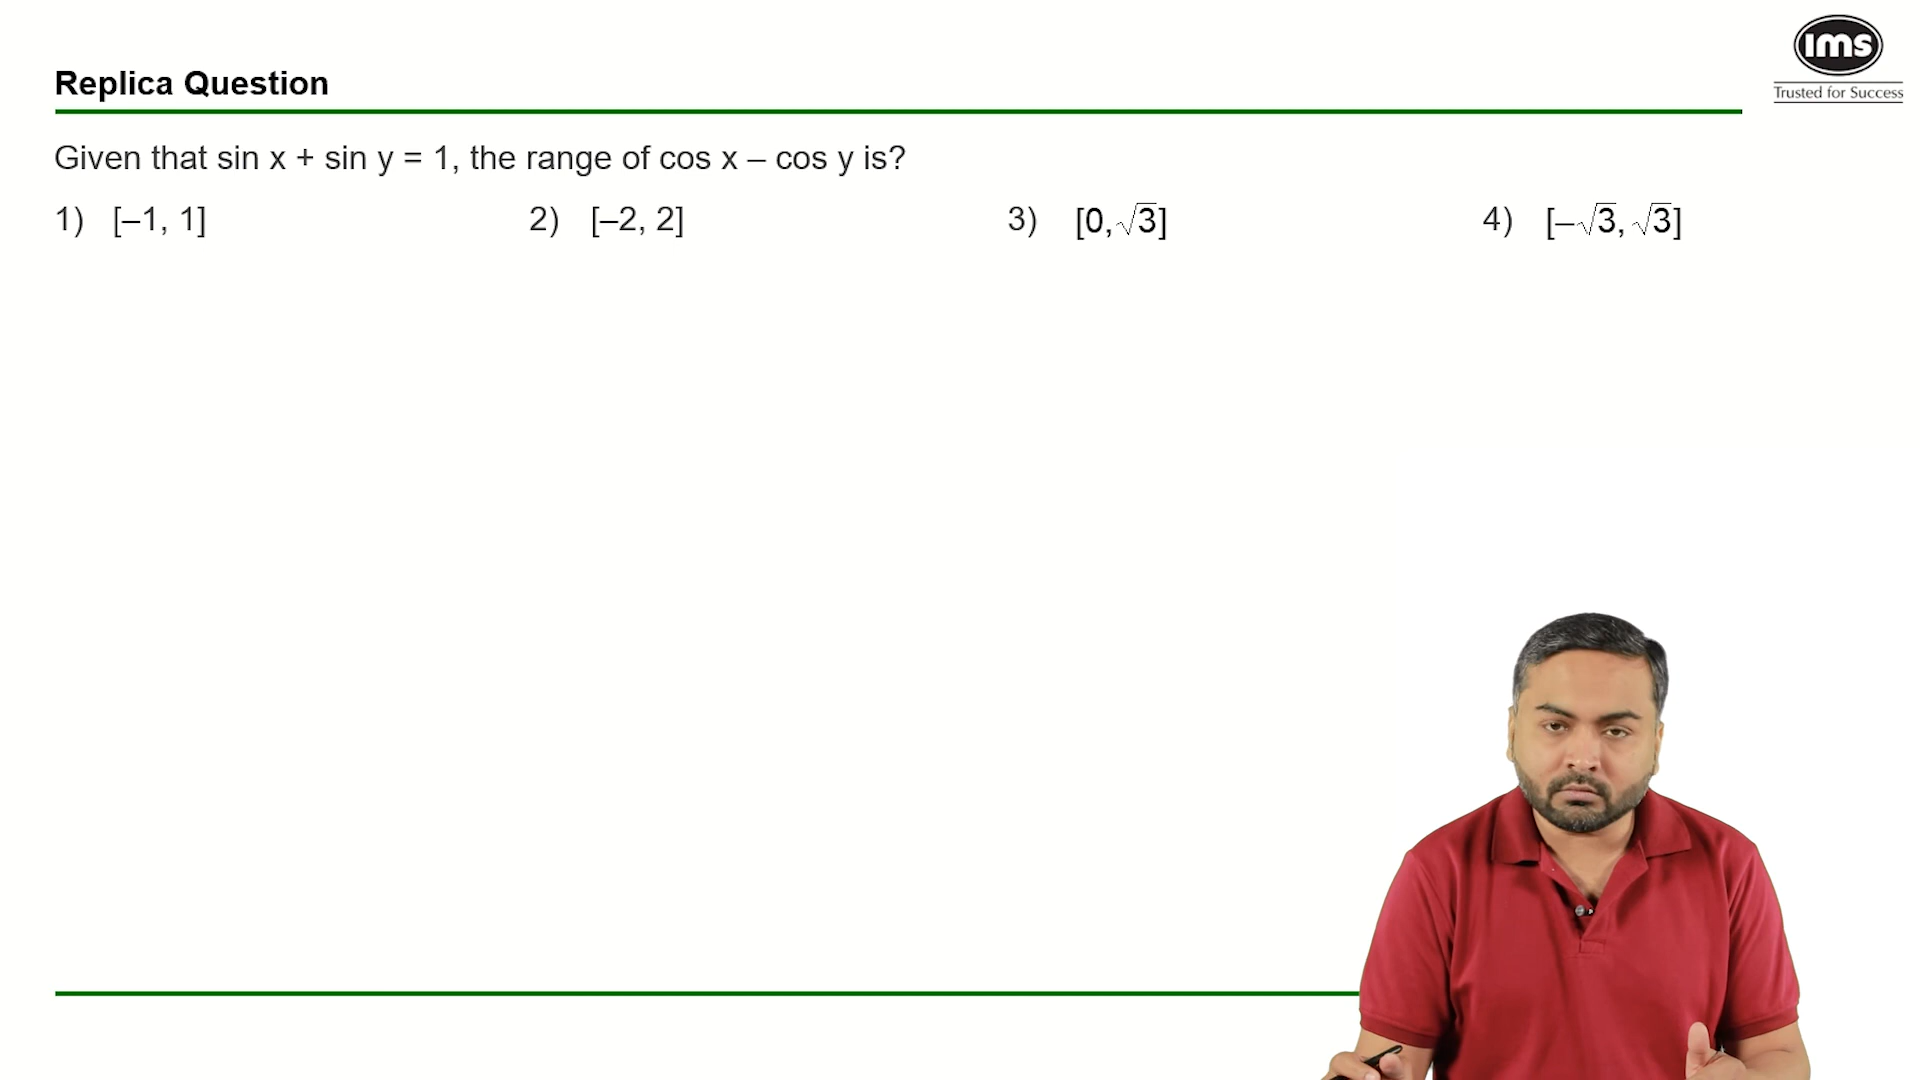 ims
Trusted for Success
Replica Question
Given that sin x + sin y = 1, the range of cos x – cos y is?
1) [–1, 1] 2) [–2, 2] 3) [0, √3] 4) [–√3, √3]